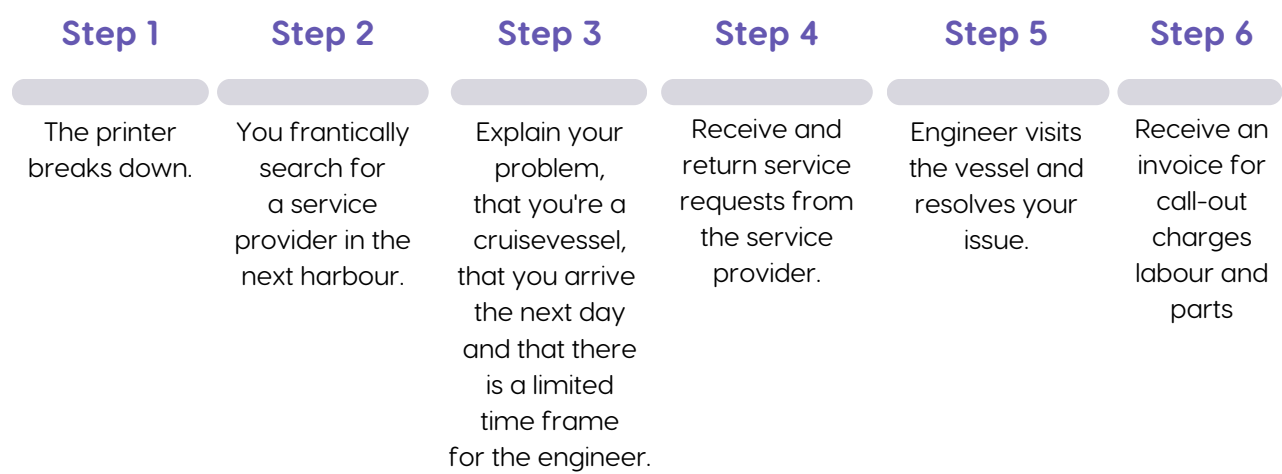 Step 1
The printer
breaks down.
Step 2
You frantically
search for
a service
provider in the
next harbour.
Step 3
Explain your
problem,
that you're a
cruisevessel,
that you arrive
the next day
and that there
is a limited
time frame
for the engineer.
Step 4
Receive and
return service
requests from
the service
provider.
Step 5
Engineer visits
the vessel and
resolves your
issue.
Step 6
Receive an
invoice for
call-out
charges
labour and
parts